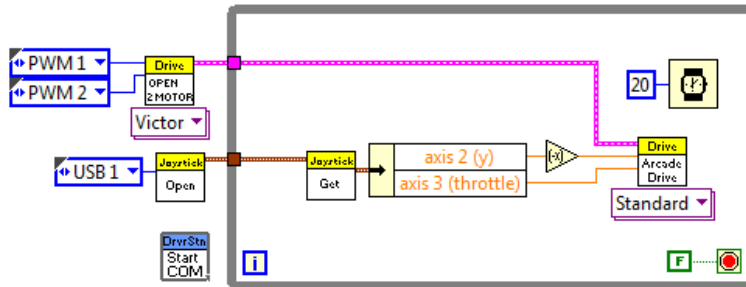 PWM 1
PWM 2
Drive
OPEN
2 MOTOR
Victor
USB 1
Joystick
Open
Joystick
Get
axis 2 (y)
axis 3 (throttle)
(-x)
20
Drive
Arcade
Drive
Standard
DrvrStn
Start
COM
i
F